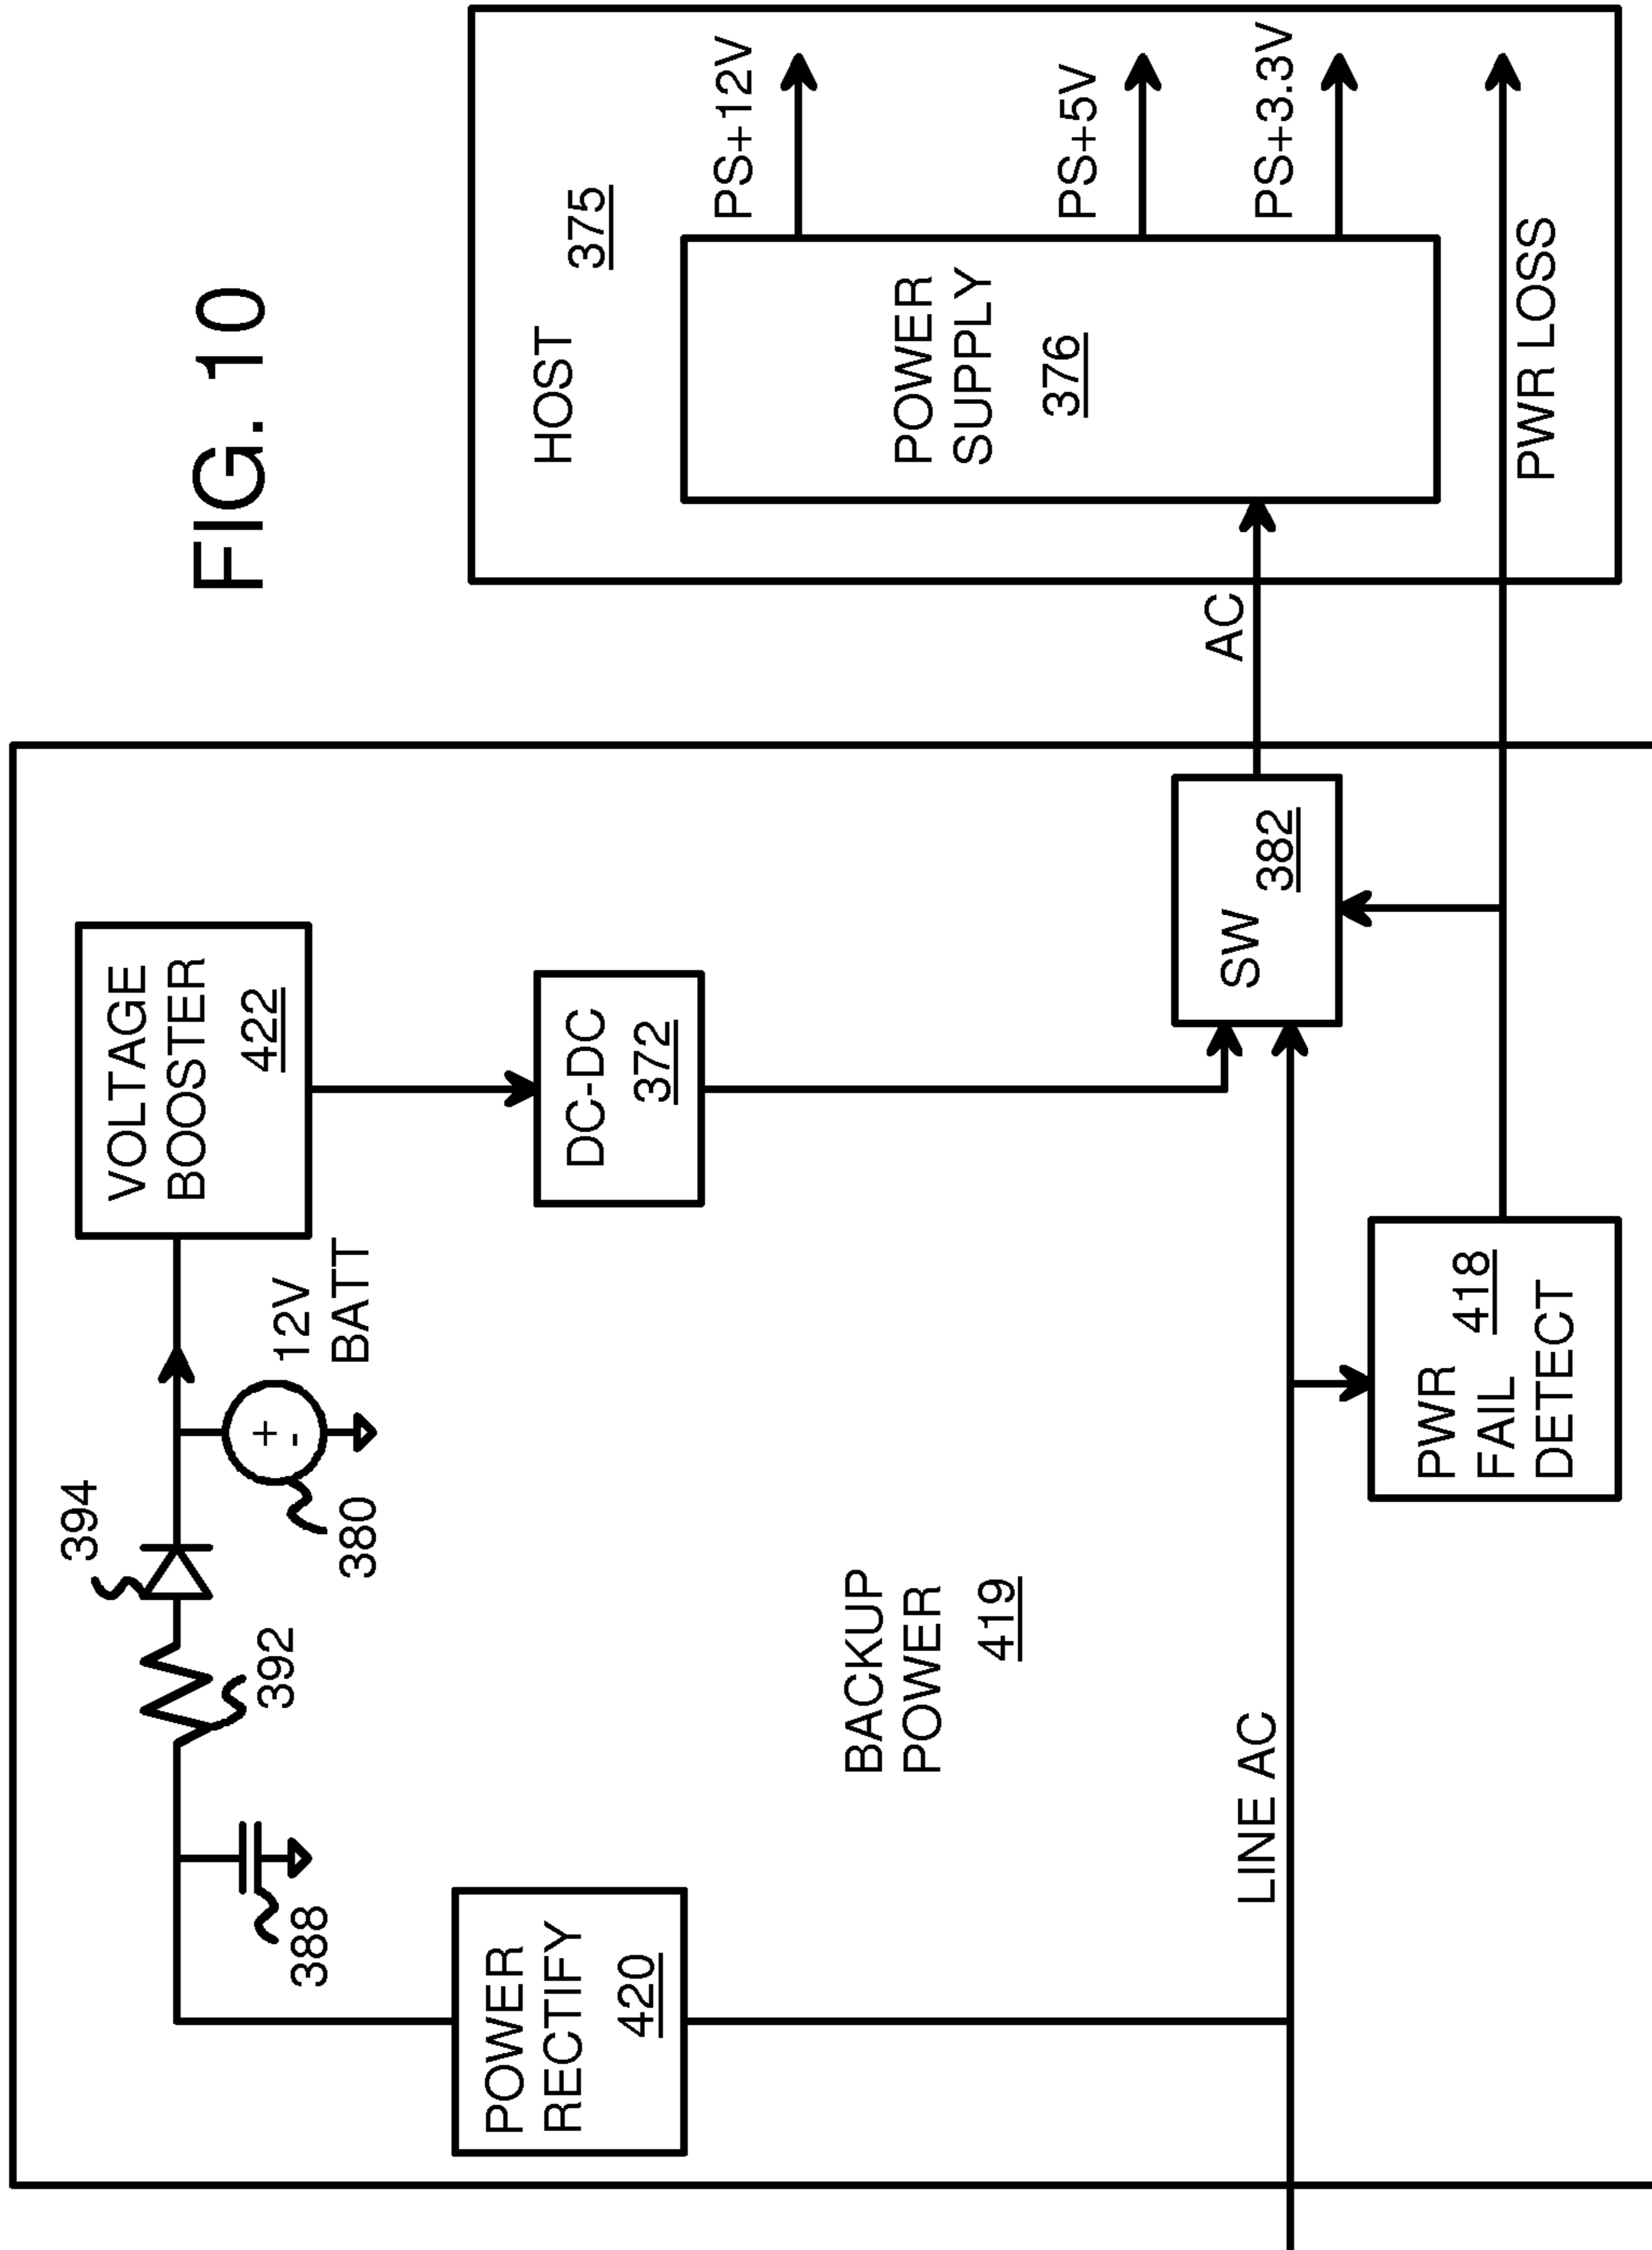 FIG. 10
394
392
388
12V
BATT
380
VOLTAGE
BOOSTER
422
POWER
RECTIFY
420
DC-DC
372
BACKUP
POWER
419
LINE AC
SW
382
PWR
418
FAIL
DETECT
AC
HOST
375
POWER
SUPPLY
376
PS+12V
PS+5V
PS+3.3V
PWR LOSS
+
-